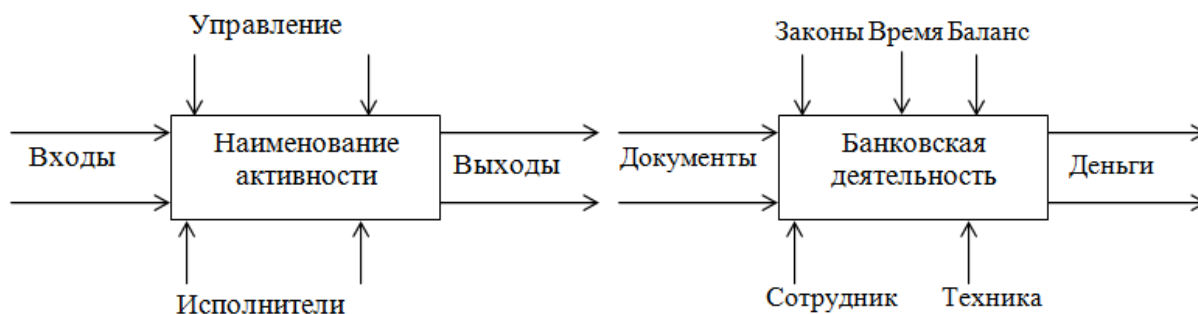 Управление
Наименование
активности
Входы
Выходы
Исполнители
Законы Время Баланс
Документы
Банковская
деятельность
Деньги
Сотрудник
Техника